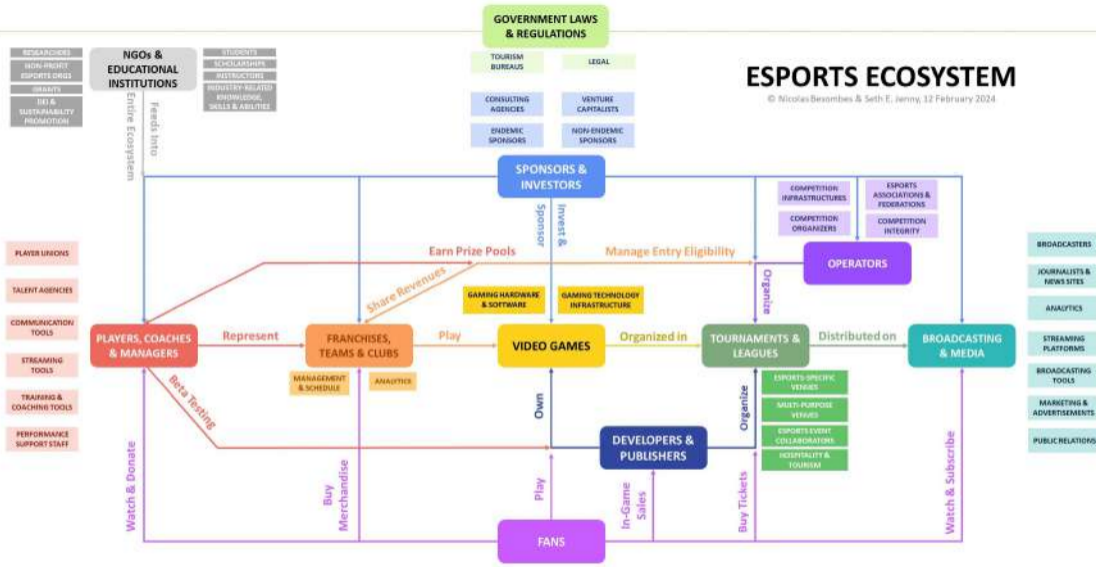 GOVERNMENT LAWS
& REGULATIONS
RESEARCHERS
NON-PROFIT
ESPORTS ORGS
GRANTS
DEI &
SUSTAINABILITY
PROMOTION
NGOs &
EDUCATIONAL
INSTITUTIONS
STUDENTS
SCHOLARSHIPS
INSTRUCTORS
INDUSTRY-RELATED
KNOWLEDGE,
SKILLS & ABILITIES
TOURISM
BUREAUS
LEGAL
ESPORTS ECOSYSTEM
© Nicolas Besombes & Seth E. Jenny, 12 February 2024
CONSULTING
AGENCIES
VENTURE
CAPITALISTS
ENDEMIC
SPONSORS
NON-ENDEMIC
SPONSORS
Feeds Into
Entire Ecosystem
SPONSORS &
INVESTORS
Invest &
Sponsor
COMPETITION
INFRASTRUCTURES
ESPORTS
ASSOCIATIONS &
FEDERATIONS
COMPETITION
ORGANIZERS
COMPETITION
INTEGRITY
OPERATORS
PLAYER UNIONS
TALENT AGENCIES
COMMUNICATION
TOOLS
STREAMING
TOOLS
TRAINING &
COACHING TOOLS
PERFORMANCE
SUPPORT STAFF
Earn Prize Pools
Manage Entry Eligibility
Share Revenues
Organize
GAMING HARDWARE
& SOFTWARE
GAMING TECHNOLOGY
INFRASTRUCTURE
PLAYERS, COACHES
& MANAGERS
Represent
FRANCHISES,
TEAMS & CLUBS
Play
VIDEO GAMES
Organized in
TOURNAMENTS &
LEAGUES
Distributed on
BROADCASTING
& MEDIA
BROADCASTERS
JOURNALISTS &
NEWS SITES
ANALYTICS
STREAMING
PLATFORMS
BROADCASTING
TOOLS
MARKETING &
ADVERTISEMENTS
PUBLIC RELATIONS
MANAGEMENT
& SCHEDULE
ANALYTICS
ESPORTS-SPECIFIC
VENUES
MULTI-PURPOSE
VENUES
ESPORTS EVENT
COLLABORATORS
HOSPITALITY &
TOURISM
Beta Testing
Own
Organize
DEVELOPERS &
PUBLISHERS
Watch & Donate
Buy
Merchandise
Play
In-Game
Sales
Buy Tickets
Watch & Subscribe
FANS